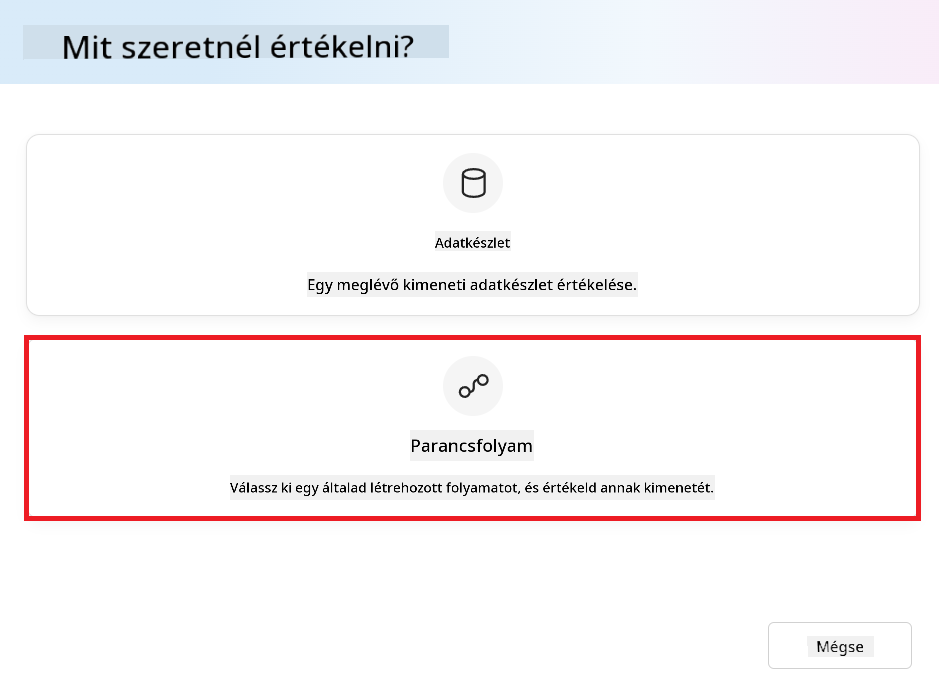 Mit szeretnél értékelni?
Adatkészlet
Egy meglévő kimeneti adatkészlet értékelése.
Parancsfolyam
Válassz ki egy általad létrehozott folyamatot, és értékeld annak kimenetét.
Mégse